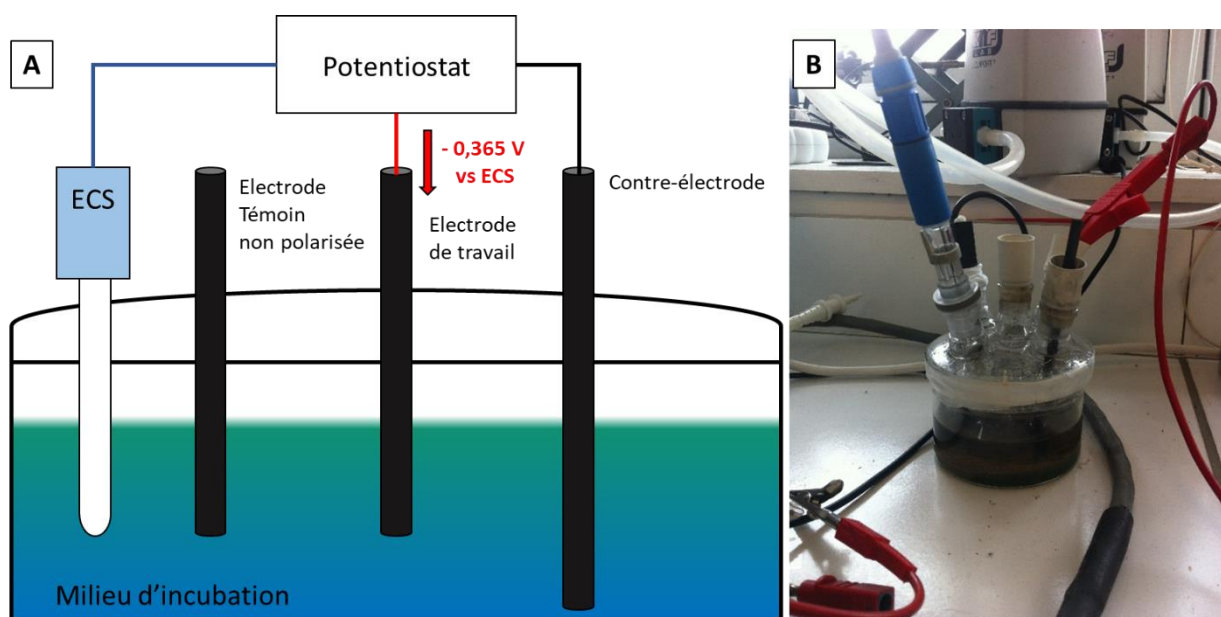 A
Potentiostat
ECS
Electrode
Témoin
non polarisée
- 0,365 V
vs ECS
Electrode
de travail
Contre-électrode
Milieu d'incubation
B